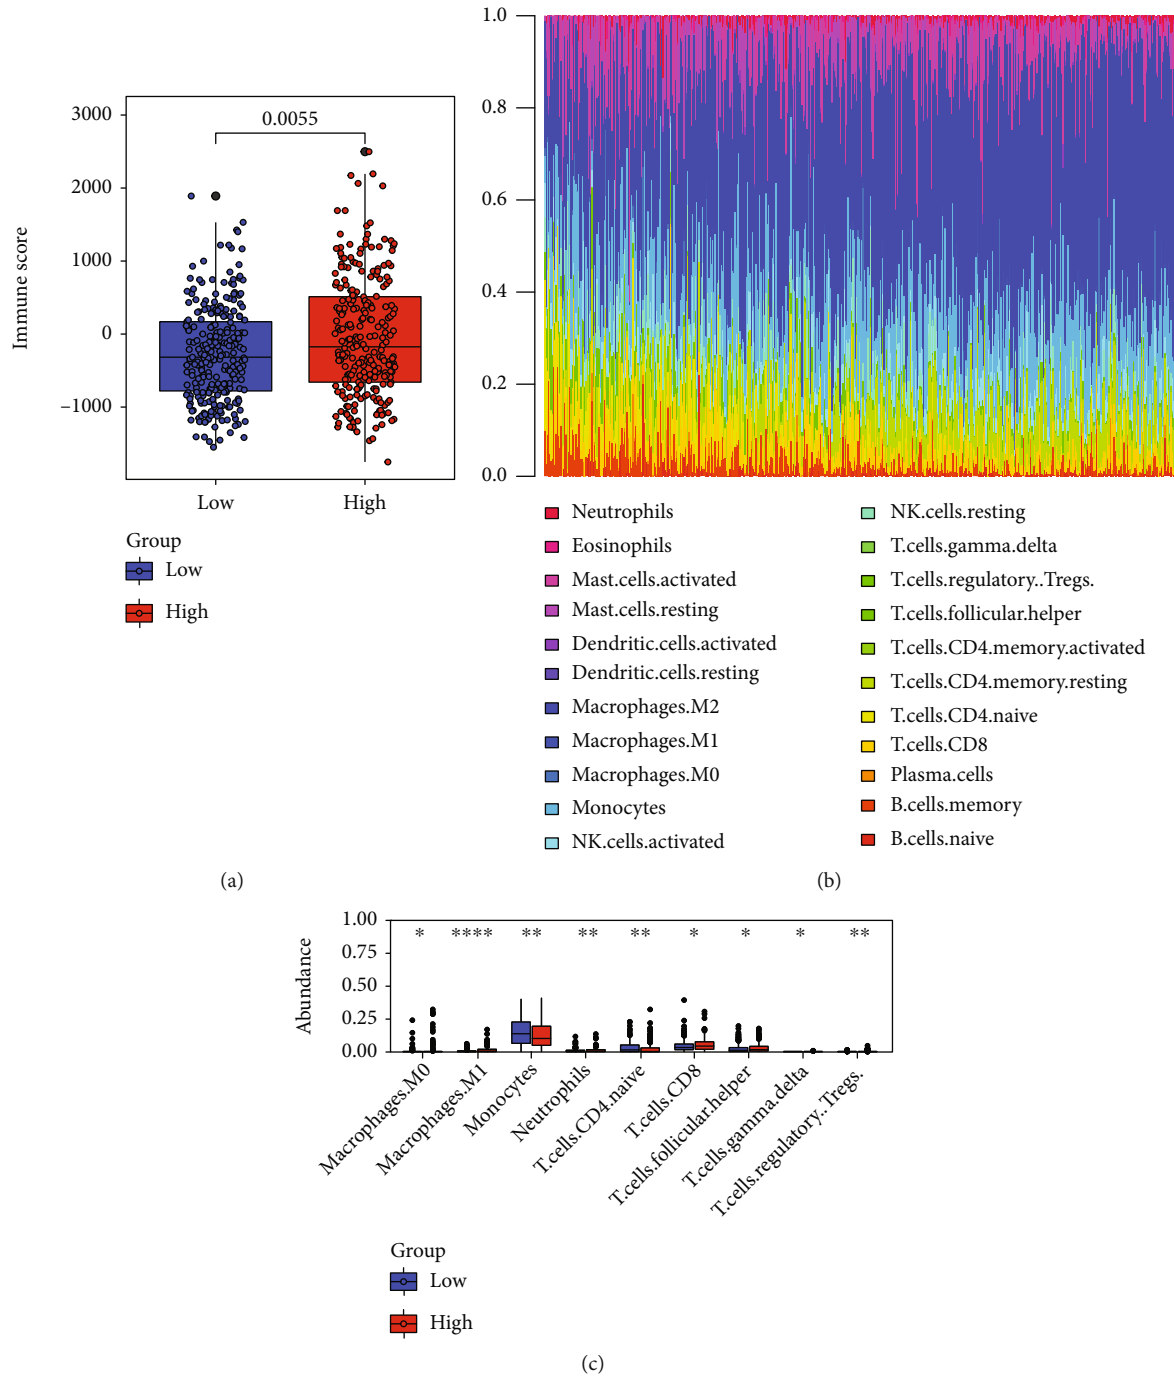 Immune score
3000
2000
1000
0
−1000
0.0055
Low
High
Group
Low
High
(a)
1.0
0.8
0.6
0.4
0.2
0.0
Neutrophils
Eosinophils
Mast.cells.activated
Mast.cells.resting
Dendritic.cells.activated
Dendritic.cells.resting
Macrophages.M2
Macrophages.M1
Macrophages.M0
Monocytes
NK.cells.activated
NK.cells.resting
T.cells.gamma.delta
T.cells.regulatory..Tregs.
T.cells.follicular.helper
T.cells.CD4.memory.activated
T.cells.CD4.memory.resting
T.cells.CD4.naive
T.cells.CD8
Plasma.cells
B.cells.memory
B.cells.naive
(b)
Abundance
1.00
0.75
0.50
0.25
0.00
* **** ** ** ** * * * **
Macrophages.M0
Macrophages.M1
Monocytes
Neutrophils
T.cells.CD4.naive
T.cells.CD8
T.cells.follicular.helper
T.cells.gamma.delta
T.cells.regulatory..Tregs.
Group
Low
High
(c)